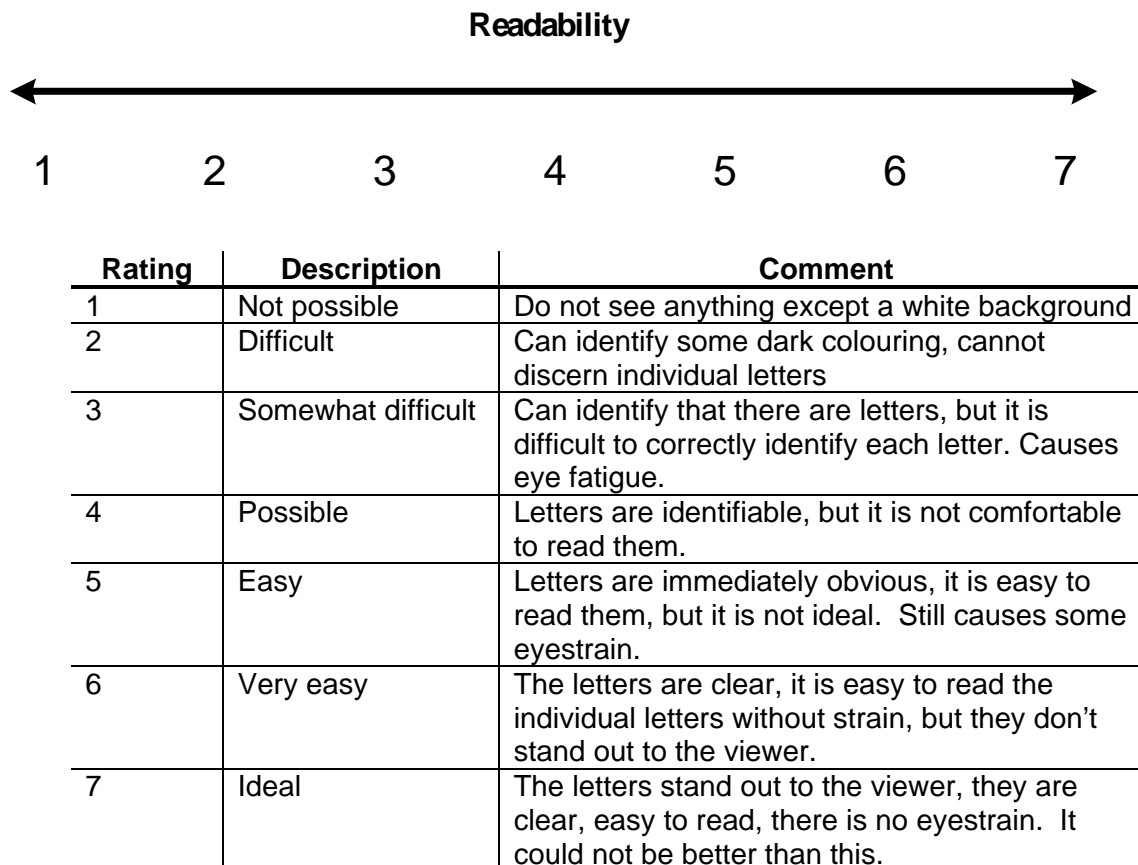 Readability
1 2 3 4 5 6 7
Rating Description Comment
1 Not possible Do not see anything except a white background
2 Difficult Can identify some dark colouring, cannot
discern individual letters
3 Somewhat difficult Can identify that there are letters, but it is
difficult to correctly identify each letter. Causes
eye fatigue.
4 Possible Letters are identifiable, but it is not comfortable
to read them.
5 Easy Letters are immediately obvious, it is easy to
read them, but it is not ideal.  Still causes some
eyestrain.
6 Very easy The letters are clear, it is easy to read the
individual letters without strain, but they don’t
stand out to the viewer.
7 Ideal The letters stand out to the viewer, they are
clear, easy to read, there is no eyestrain.  It
could not be better than this.